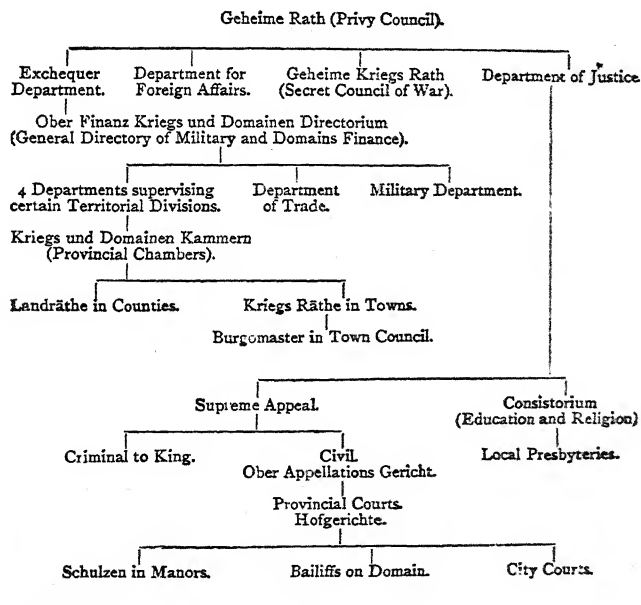 Geheime Rath (Privy Council).
Exchequer Department for Geheime Kriegs Rath Department of Justice
Department. Foreign Affairs. (Secret Council of War).
Ober Finanz Kriegs und Domainen Directorium
(General Directory of Military and Domains Finance).
4 Departments supervising Department Military Department.
certain Territorial Divisions. of Trade.
Kriegs und Domainen Kammern
(Provincial Chambers).
Landräthe in Counties. Kriegs Räthe in Towns.
Burgomaster in Town Council.
Supreme Appeal. Consistorium
(Education and Religion)
Criminal to King. Civil. Local Presbyteries.
Ober Appellations Gericht.
Provincial Courts.
Hofgerichte.
Schulzen in Manors. Bailiffs on Domain. City Courts.